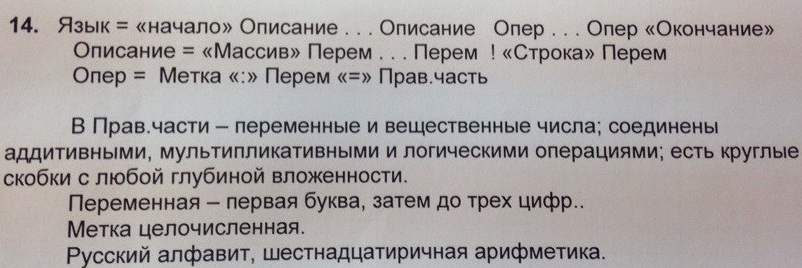 14. Язык = «начало» Описание . . . Описание Опер . . . Опер «Окончание»
Описание = «Массив» Перем . . . Перем ! «Строка» Перем
Опер = Метка «:» Перем «=» Прав.часть
В Прав.части – переменные и вещественные числа; соединены
аддитивными, мультипликативными и логическими операциями; есть круглые
скобки с любой глубиной вложенности.
Переменная – первая буква, затем до трех цифр..
Метка целочисленная.
Русский алфавит, шестнадцатиричная арифметика.